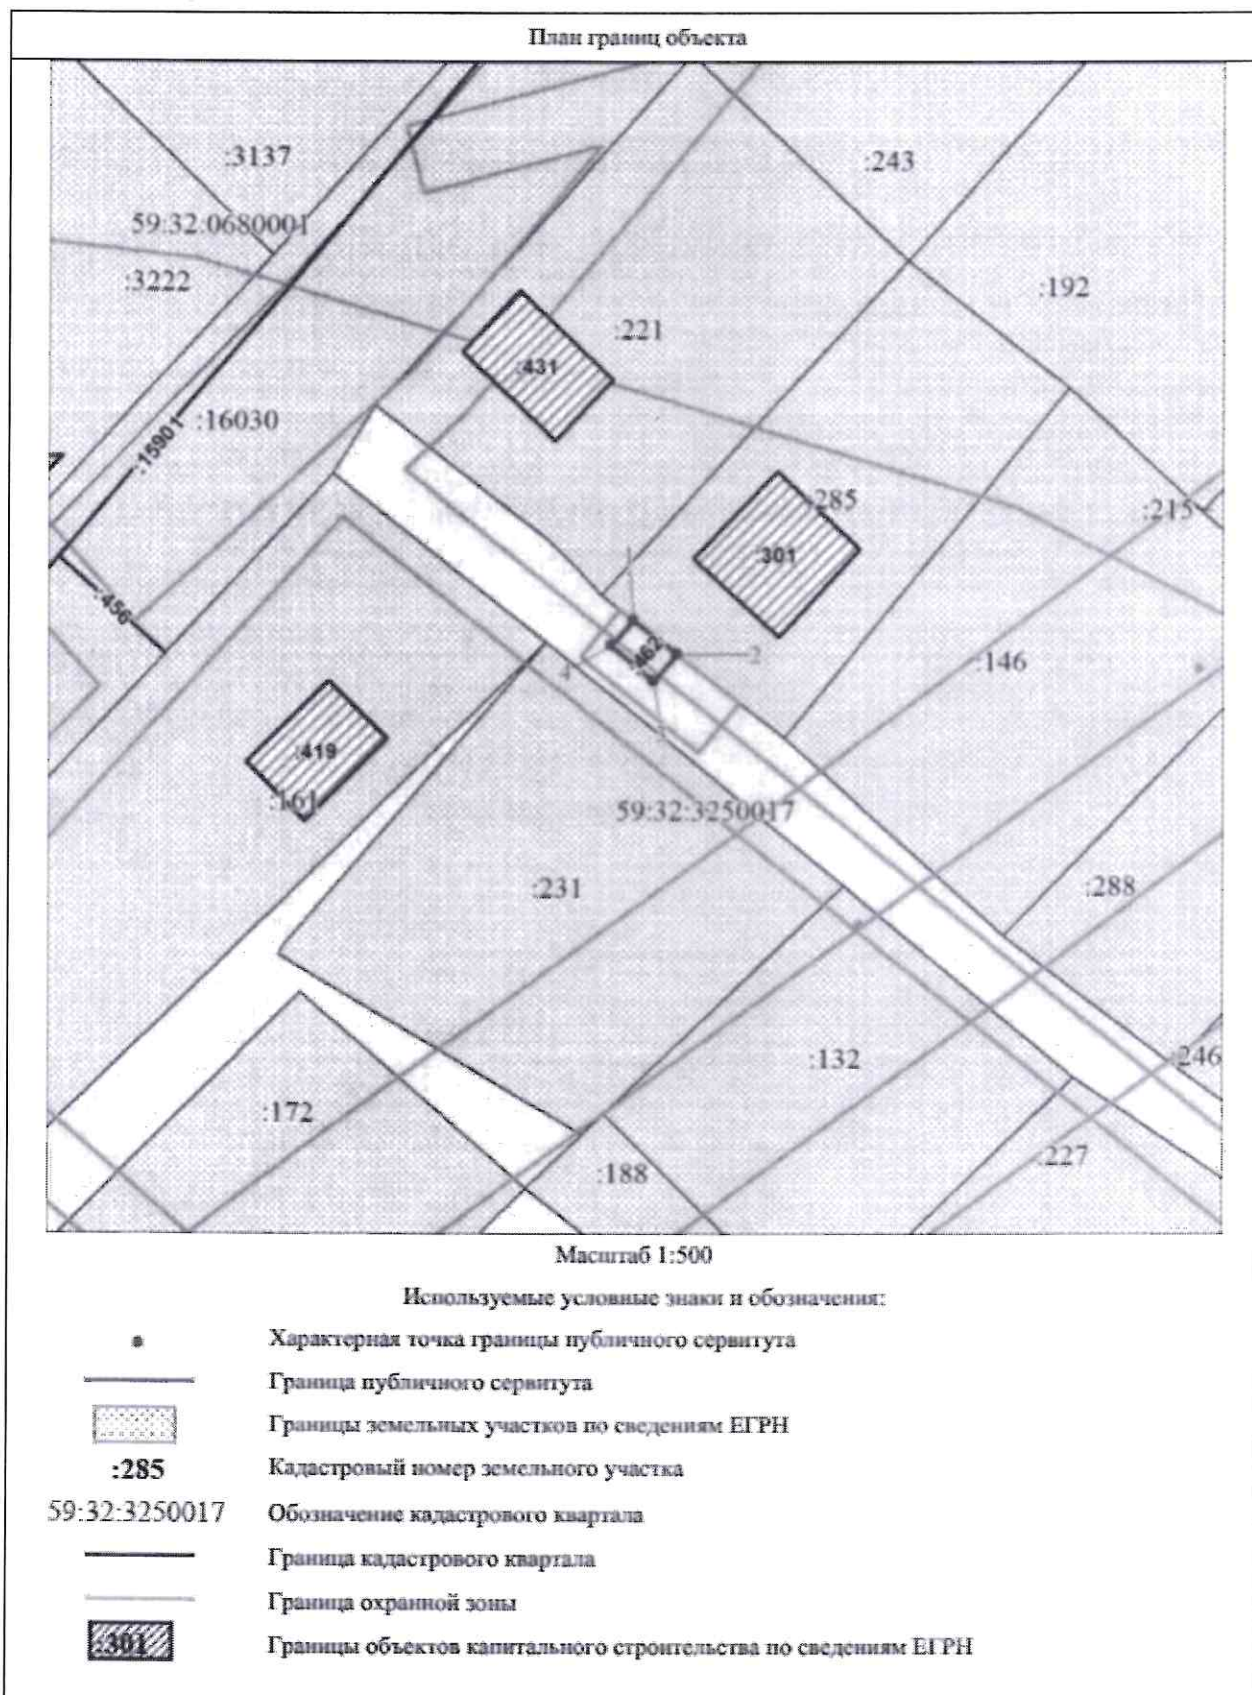 План границ объекта
:3137
:243
59:32:0680001
:3222
:192
:221
:431
:16030
:15901
:285
:215
:301
:456
:462
2
:146
4
:419
:161
59:32:3250017
:231
:288
:132
:246
:172
:227
:188
Масштаб 1:500
Используемые условные знаки и обозначения:
Характерная точка границы публичного сервитута
Граница публичного сервитута
Границы земельных участков по сведениям ЕГРН
:285 Кадастровый номер земельного участка
59:32:3250017 Обозначение кадастрового квартала
Граница кадастрового квартала
Граница охранной зоны
:301 Границы объектов капитального строительства по сведениям ЕГРН